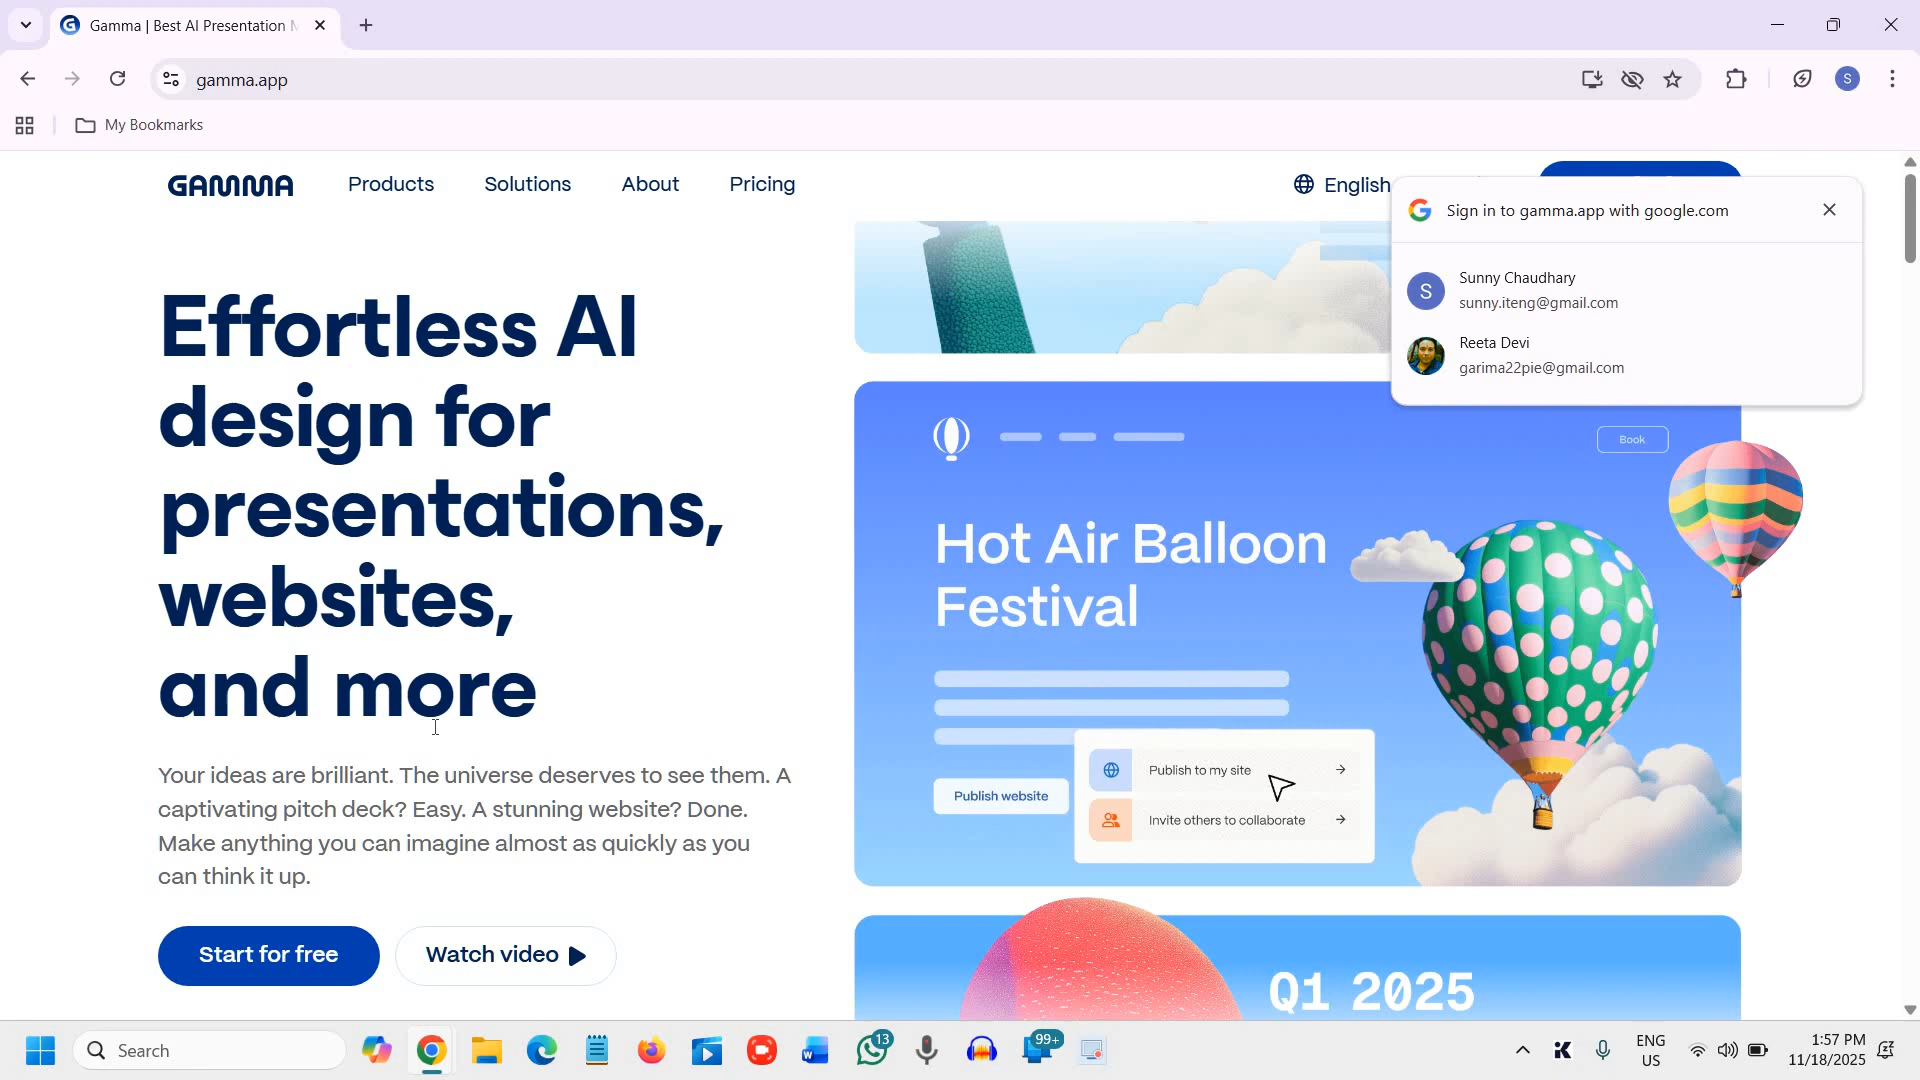 Gamma | Best AI Presentation
gamma.app
My Bookmarks
S
GAMMA
Products
Solutions
About
Pricing
English
Sign in to gamma.app with google.com
S
Sunny Chaudhary
sunny.iteng@gmail.com
Reeta Devi
garima22pie@gmail.com
Effortless AI
design for
presentations,
websites,
and more
Your ideas are brilliant. The universe deserves to see them. A
captivating pitch deck? Easy. A stunning website? Done.
Make anything you can imagine almost as quickly as you
can think it up.
Start for free
Watch video
Book
Hot Air Balloon
Festival
Publish website
Publish to my site
Invite others to collaborate
Q1 2025
Search
13
99+
ENG
US
1:57 PM
11/18/2025